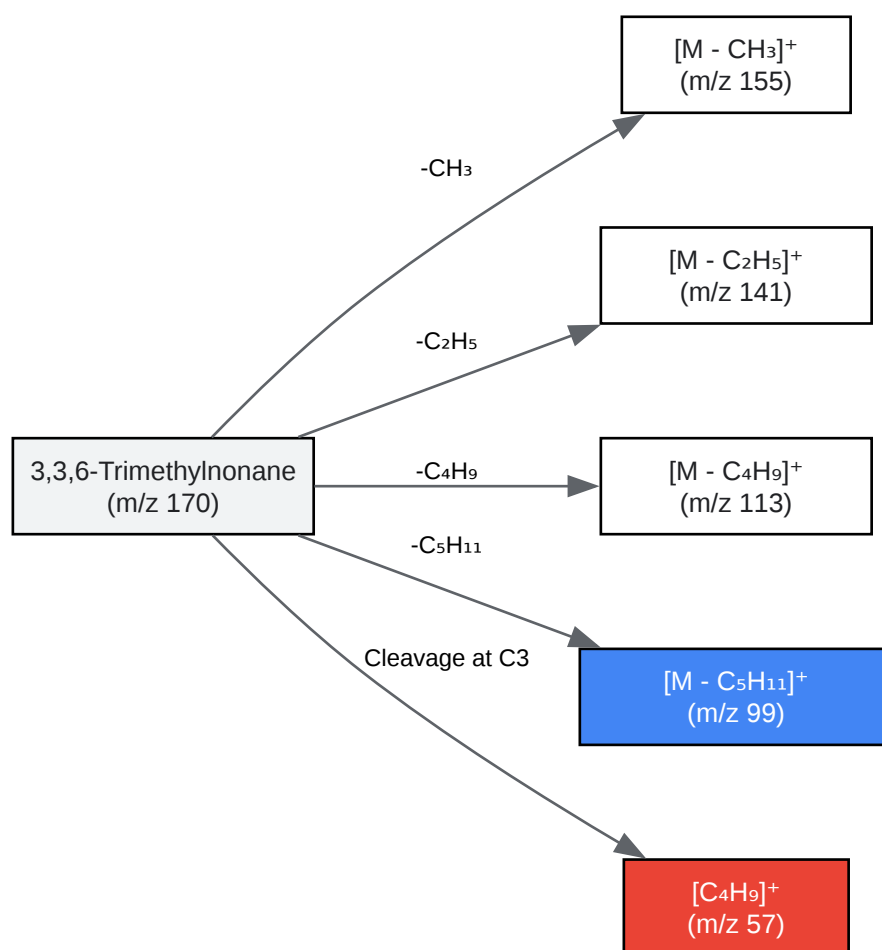 [M - CH₃]⁺
(m/z 155)
-CH₃
[M - C₂H₅]⁺
(m/z 141)
-C₂H₅
3,3,6-Trimethylnonane
(m/z 170)
-C₄H₉
[M - C₄H₉]⁺
(m/z 113)
-C₅H₁₁
Cleavage at C3
[M - C₅H₁₁]⁺
(m/z 99)
[C₄H₉]⁺
(m/z 57)